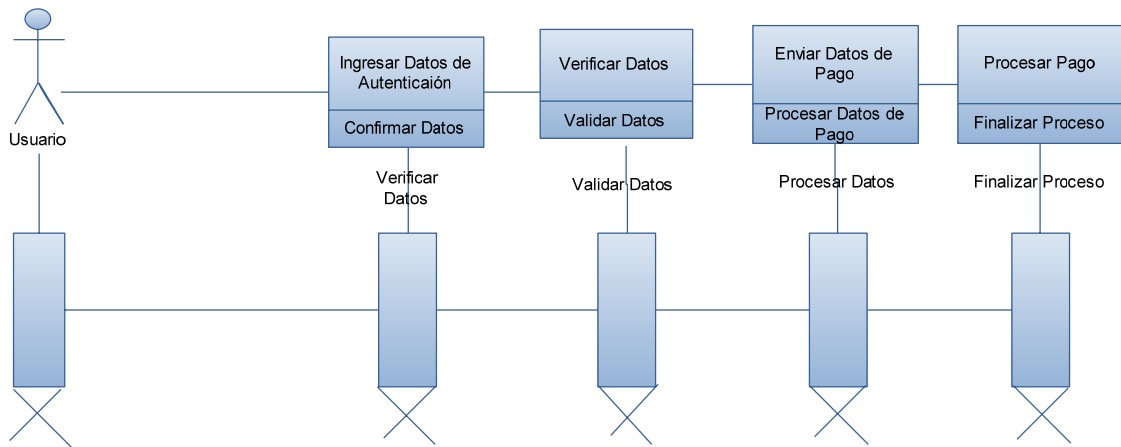 Usuario
Ingresar Datos de
Autenticaión
Confirmar Datos
Verificar
Datos
Verificar Datos
Validar Datos
Validar Datos
Enviar Datos de
Pago
Procesar Datos de
Pago
Procesar Datos
Procesar Pago
Finalizar Proceso
Finalizar Proceso